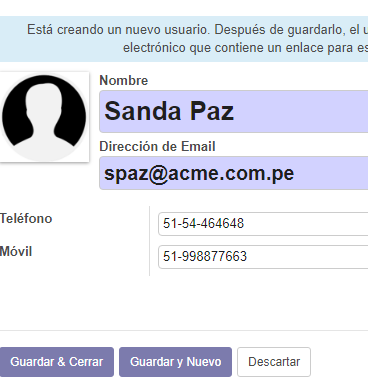 Está creando un nuevo usuario. Después de guardarlo, el u
electrónico que contiene un enlace para es
Nombre
Sanda Paz
Dirección de Email
spaz@acme.com.pe
Teléfono 51-54-464648
Móvil 51-998877663
Guardar & Cerrar Guardar y Nuevo Descartar